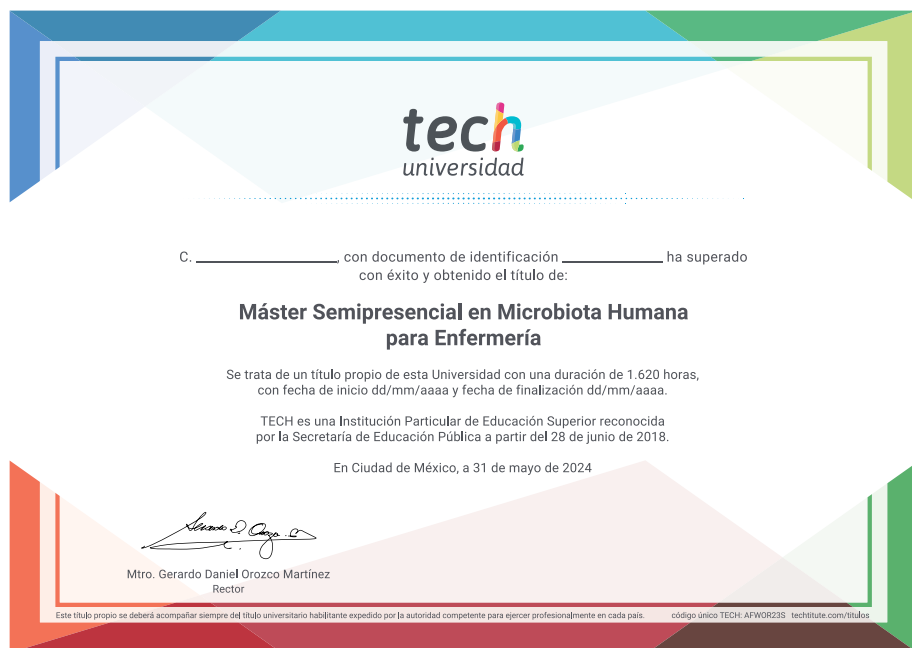 tech
universidad
C. ____________, con documento de identificación ____________ ha superado
con éxito y obtenido el título de:
Máster Semipresencial en Microbiota Humana
para Enfermería
Se trata de un título propio de esta Universidad con una duración de 1.620 horas,
con fecha de inicio dd/mm/aaaa y fecha de finalización dd/mm/aaaa.
TECH es una Institución Particular de Educación Superior reconocida
por la Secretaría de Educación Pública a partir del 28 de junio de 2018.
En Ciudad de México, a 31 de mayo de 2024
Mtro. Gerardo Daniel Orozco Martínez
Rector
Este título propio se deberá acompañar siempre del título universitario habilitante expedido por la autoridad competente para ejercer profesionalmente en cada país. código único TECH: AFWOR23S techtitute.com/titulos